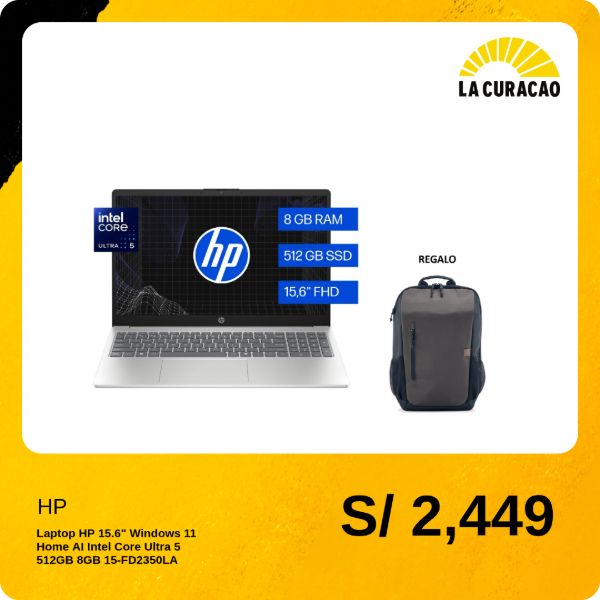 LA CURACAO
intel
CORE
ULTRA 5
hp
8 GB RAM
512 GB SSD
15,6" FHD
REGALO
HP
S/ 2,449
Laptop HP 15.6" Windows 11
Home AI Intel Core Ultra 5
512GB 8GB 15-FD2350LA